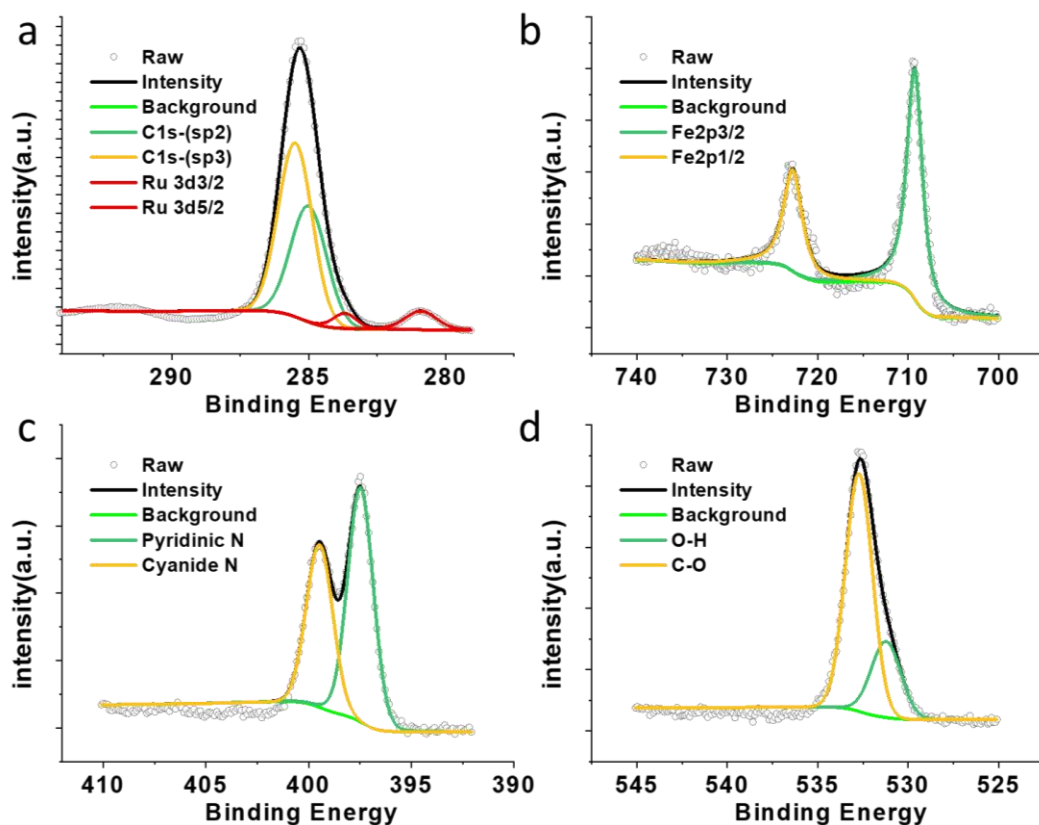 a
Raw
Intensity
Background
C1s-(sp2)
C1s-(sp3)
Ru 3d3/2
Ru 3d5/2
intensity(a.u.)
290 285 280
Binding Energy
b
Raw
Intensity
Background
Fe2p3/2
Fe2p1/2
intensity(a.u.)
740 730 720 710 700
Binding Energy
c
Raw
Intensity
Background
Pyridinic N
Cyanide N
intensity(a.u.)
410 405 400 395 390
Binding Energy
d
Raw
Intensity
Background
O-H
C-O
intensity(a.u.)
545 540 535 530 525
Binding Energy